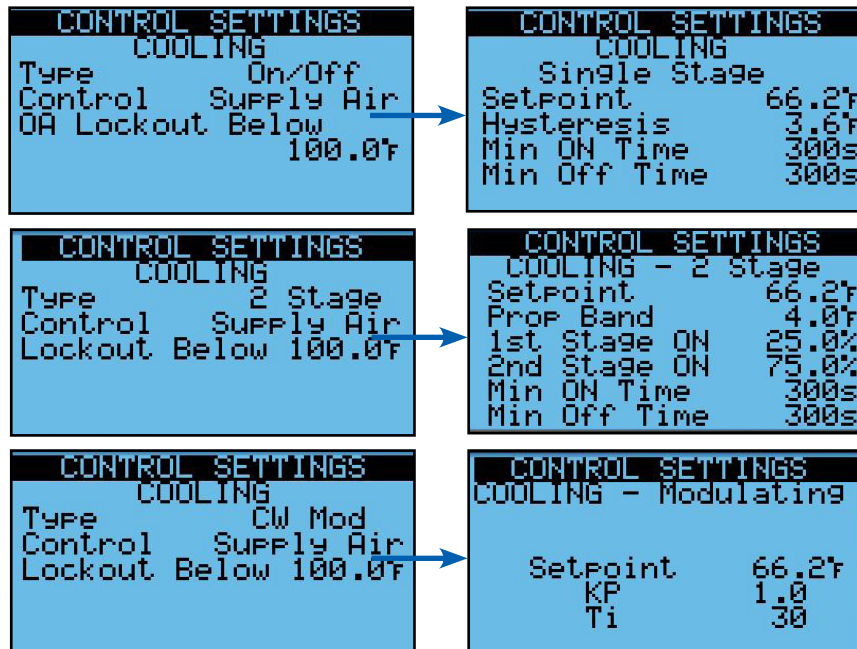 CONTROL SETTINGS
COOLING
Type On/Off
Control Supply Air
OA Lockout Below
100.0°F
CONTROL SETTINGS
COOLING
Single Stage
Setpoint 66.2°F
Hysteresis 3.6°F
Min ON Time 300s
Min Off Time 300s
CONTROL SETTINGS
COOLING
Type 2 Stage
Control Supply Air
Lockout Below 100.0°F
CONTROL SETTINGS
COOLING - 2 Stage
Setpoint 66.2°F
Prop Band 4.0°F
1st Stage ON 25.0%
2nd Stage ON 75.0%
Min ON Time 300s
Min Off Time 300s
CONTROL SETTINGS
COOLING
Type CW Mod
Control Supply Air
Lockout Below 100.0°F
CONTROL SETTINGS
COOLING - Modulating
Setpoint 66.2°F
KP 1.0
Ti 30